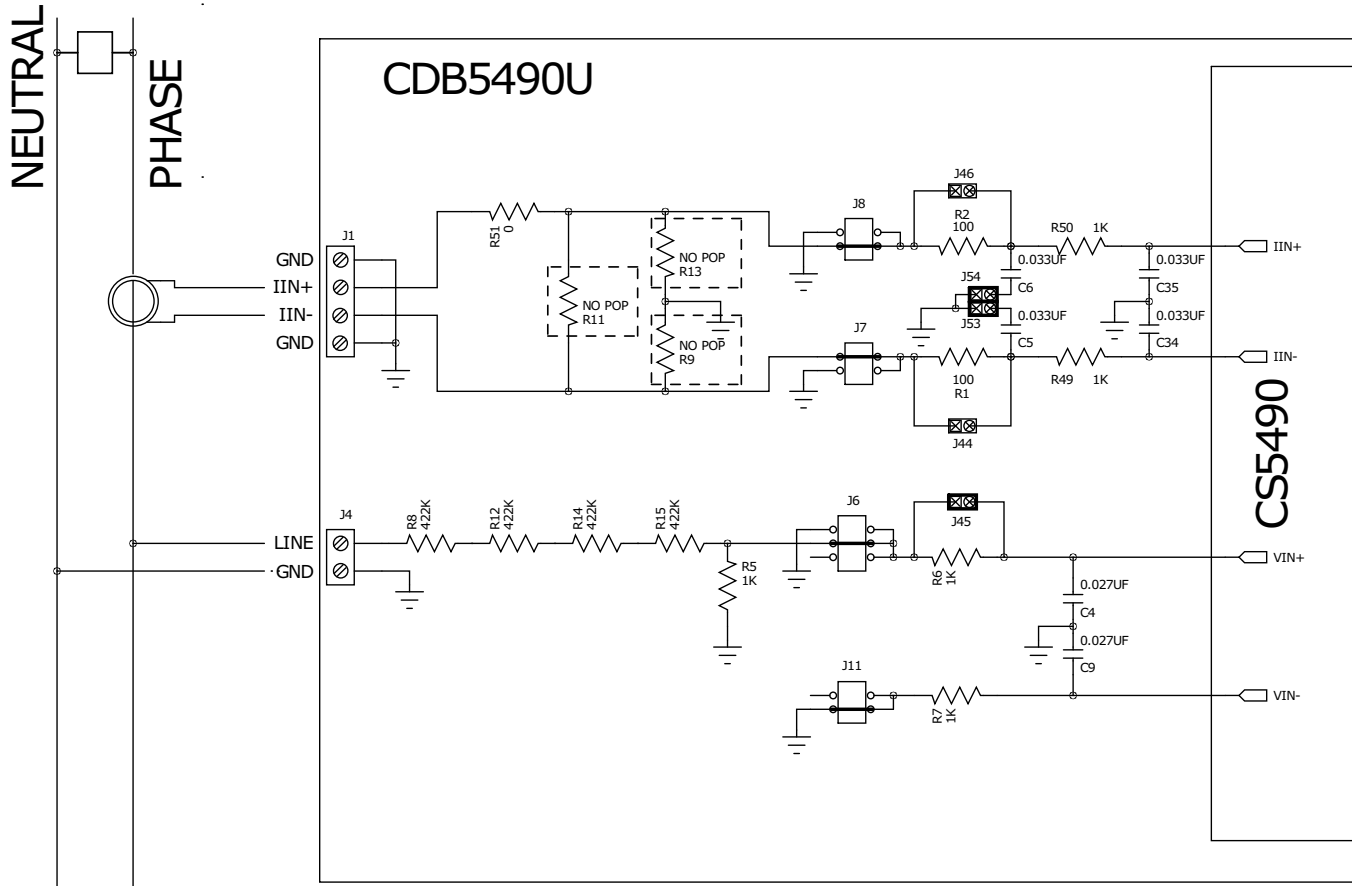 NEUTRAL
PHASE
CDB5490U
J46
R2
100
J8
R50 1K
J1
R51
0
GND
IIN+
IIN-
GND
NO POP
R13
NO POP
R11
NO POP
R9
IIN+
0.033UF
C6
0.033UF
C35
J54
J53
0.033UF
C5
0.033UF
C34
J7
IIN-
100
R1
R49 1K
J44
CS5490
J4
R8
422K
R12
422K
R14
422K
R15
422K
J6
J45
LINE
GND
R5
1K
R6
1K
VIN+
0.027UF
C4
0.027UF
C9
J11
R7
1K
VIN-